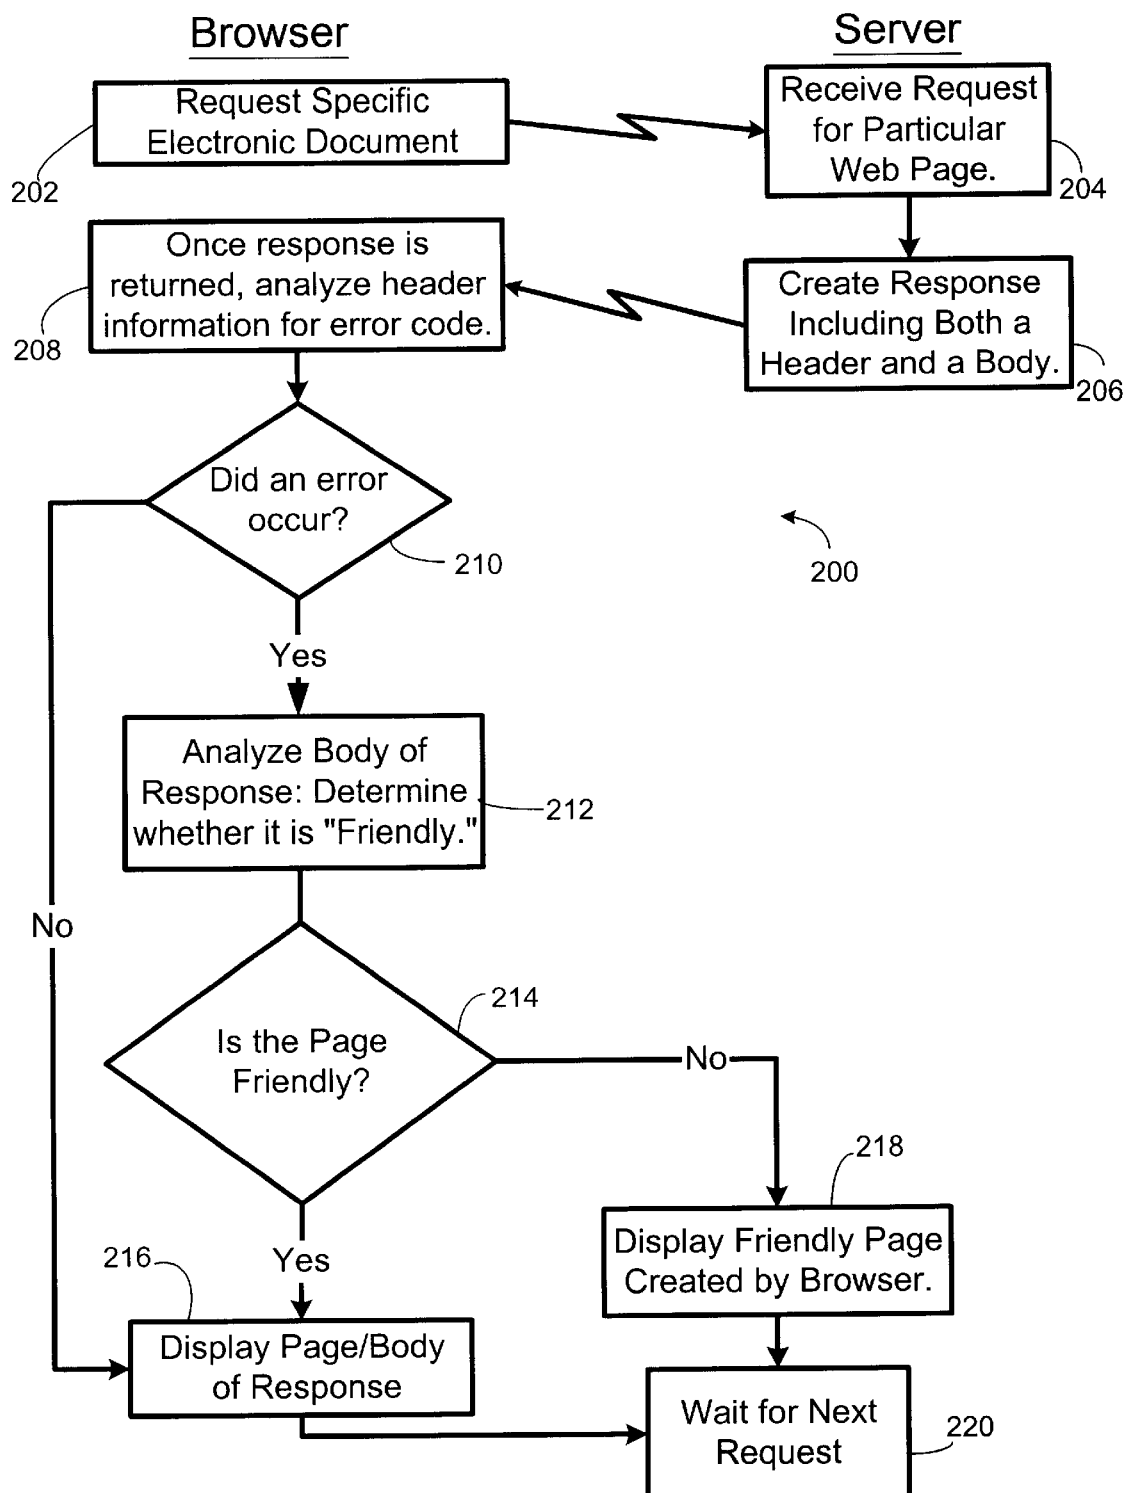 Browser
Server
Request Specific
Electronic Document
202
Receive Request
for Particular
Web Page.
204
Once response is
returned, analyze header
information for error code.
208
Create Response
Including Both a
Header and a Body.
206
Did an error
occur?
210
200
Yes
Analyze Body of
Response: Determine
whether it is "Friendly."
212
No
214
Is the Page
Friendly?
No
218
Display Friendly Page
Created by Browser.
Yes
216
Display Page/Body
of Response
Wait for Next
Request
220